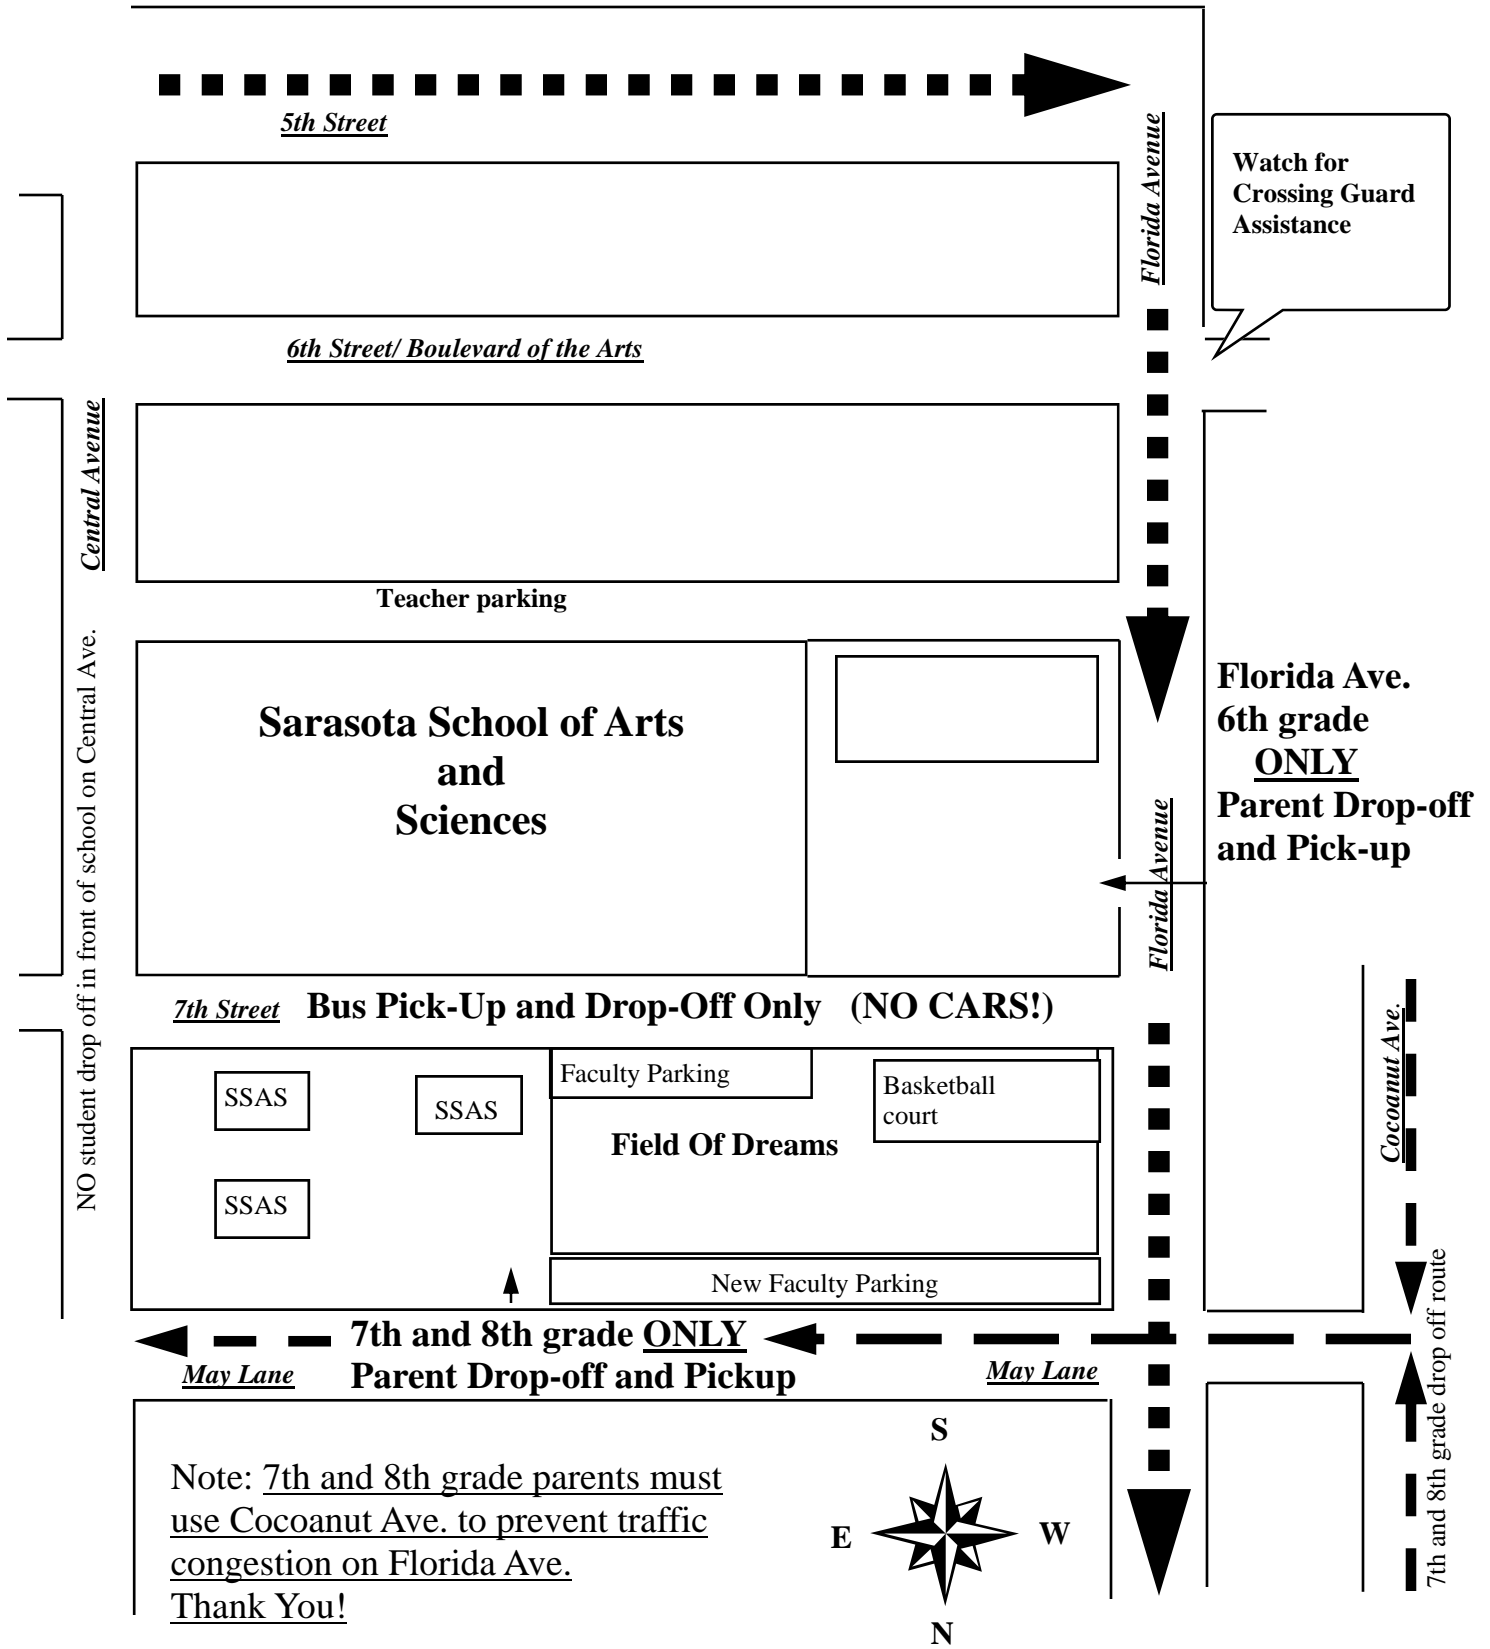 5th Street
Florida Avenue
Watch for
Crossing Guard
Assistance
6th Street/ Boulevard of the Arts
Central Avenue
Teacher parking
NO student drop off in front of school on Central Ave.
Sarasota School of Arts
and
Sciences
Florida Ave.
6th grade
ONLY
Parent Drop-off
and Pick-up
Florida Avenue
7th Street Bus Pick-Up and Drop-Off Only (NO CARS!)
Cocoanut Ave.
SSAS
SSAS
Faculty Parking
Basketball
court
Field Of Dreams
SSAS
New Faculty Parking
7th and 8th grade drop off route
7th and 8th grade ONLY
Parent Drop-off and Pickup
May Lane
May Lane
Note: 7th and 8th grade parents must
use Cocoanut Ave. to prevent traffic
congestion on Florida Ave.
Thank You!
S
E
W
N